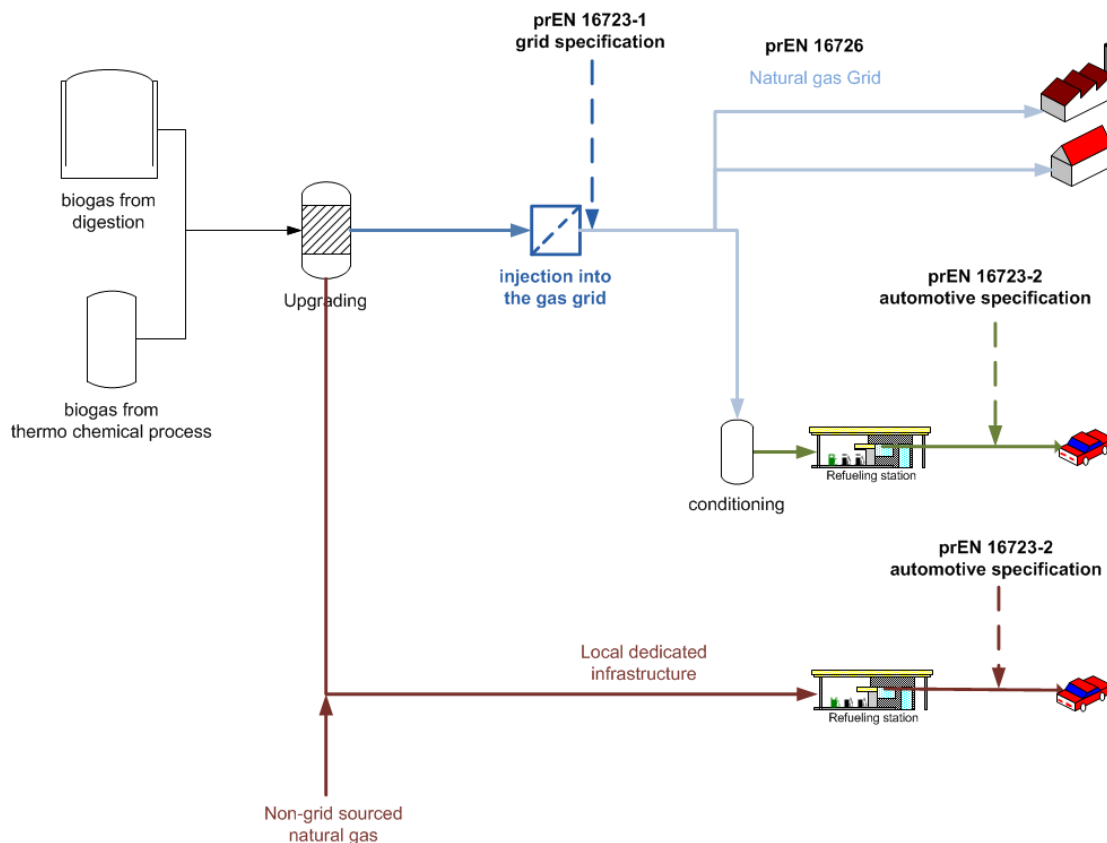 prEN 16723-1
grid specification
prEN 16726
Natural gas Grid
biogas from
digestion
Upgrading
injection into
the gas grid
prEN 16723-2
automotive specification
biogas from
thermo chemical process
Refueling station
conditioning
prEN 16723-2
automotive specification
Local dedicated
infrastructure
Refueling station
Non-grid sourced
natural gas